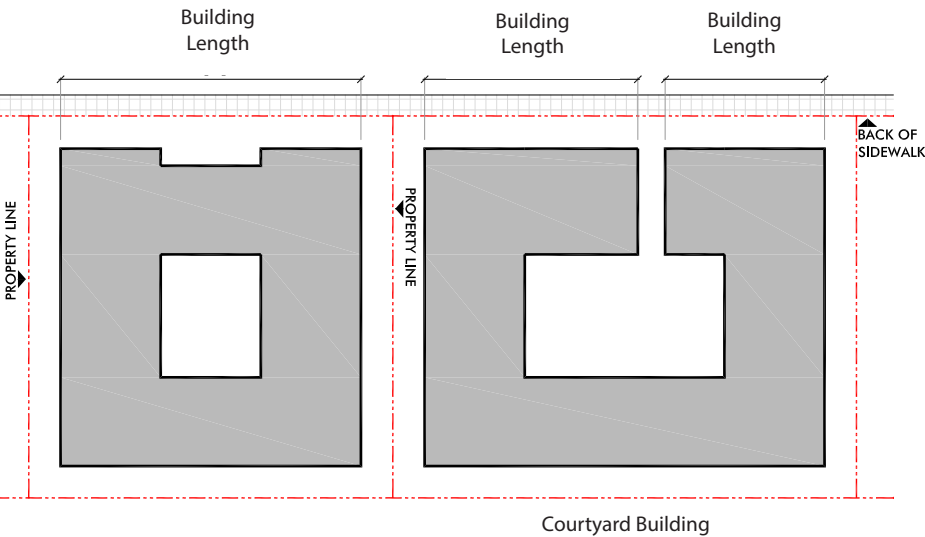 Building
Length
Building
Length
Building
Length
BACK OF
SIDEWALK
PROPERTY LINE
PROPERTY LINE
Courtyard Building